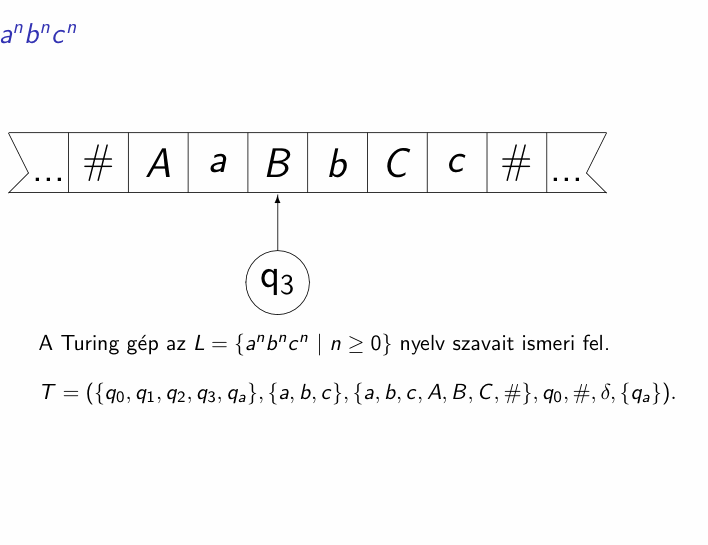 aⁿbⁿcⁿ
... # A a B b C c # ...
q₃
A Turing gép az L = {aⁿbⁿcⁿ | n ≥ 0} nyelv szavait ismeri fel.
T = ({q₀, q₁, q₂, q₃, qₐ}, {a, b, c}, {a, b, c, A, B, C, #}, q₀, #, δ, {qₐ}).